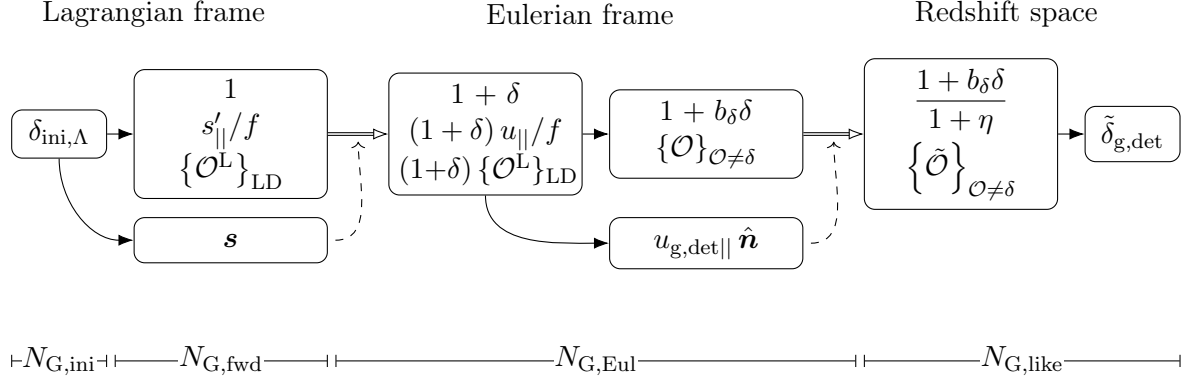 Lagrangian frame
Eulerian frame
Redshift space
δ_ini,Λ
1
s′_|| / f
{𝒪^L}_LD
s
1 + δ
(1 + δ) u_|| / f
(1+δ) {𝒪^L}_LD
1 + b_δ δ
{𝒪}_𝒪≠δ
u_g,det|| n̂
1 + b_δ δ
1 + η
{𝒪̃}_𝒪≠δ
δ̃_g,det
N_G,ini
N_G,fwd
N_G,Eul
N_G,like